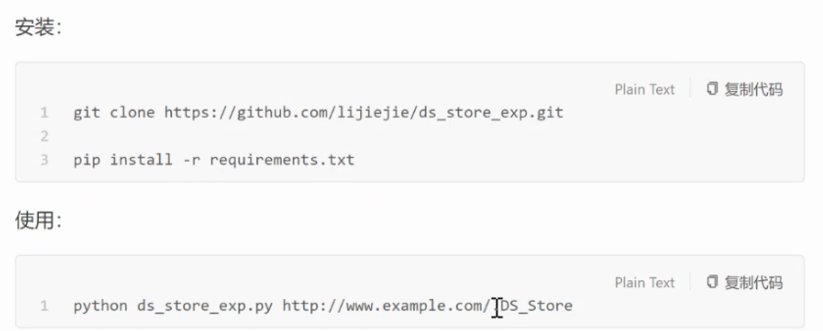 安装:
Plain Text 复制代码
1 git clone https://github.com/lijiejie/ds_store_exp.git
2
3 pip install -r requirements.txt
使用:
Plain Text 复制代码
1 python ds_store_exp.py http://www.example.com/.DS_Store